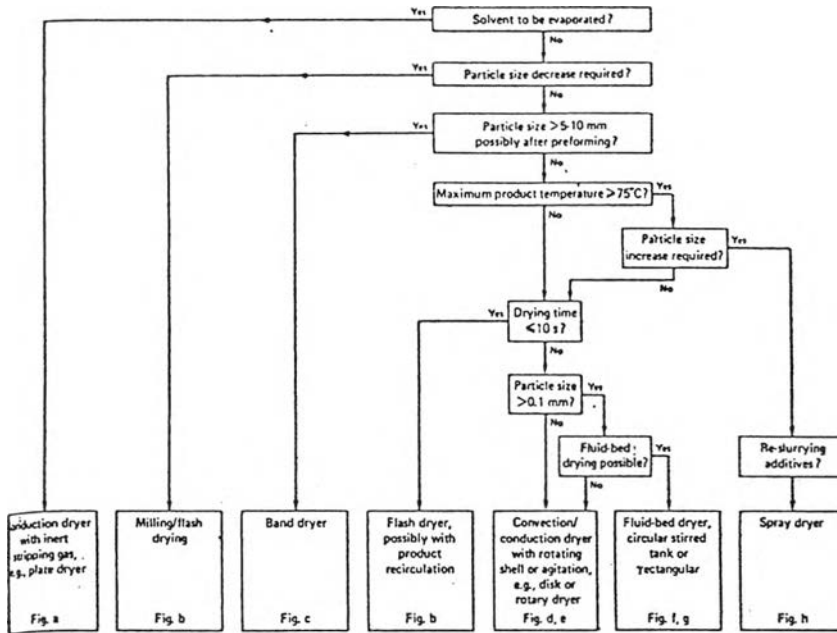 Yes
Solvent to be evaporated?
No
Yes
Particle size decrease required?
No
Yes
Particle size >5-10 mm
possibly after preforming?
No
Maximum product temperature ≥75°C?
Yes
No
Particle size
increase required?
Yes
No
Yes
Drying time
≤10 s?
No
Particle size
>0.1 mm?
Yes
No
Fluid-bed
drying possible?
Yes
No
Re-slurrying
additives?
onduction dryer
with inert
stripping gas,
e.g., plate dryer
Fig. a
Milling/flash
drying
Fig. b
Band dryer
Fig. c
Flash dryer,
possibly with
product
recirculation
Fig. b
Convection/
conduction dryer
with rotating
shell or agitation,
e.g., disk or
rotary dryer
Fig. d, e
Fluid-bed dryer,
circular stirred
tank or
rectangular
Fig. f, g
Spray dryer
Fig. h